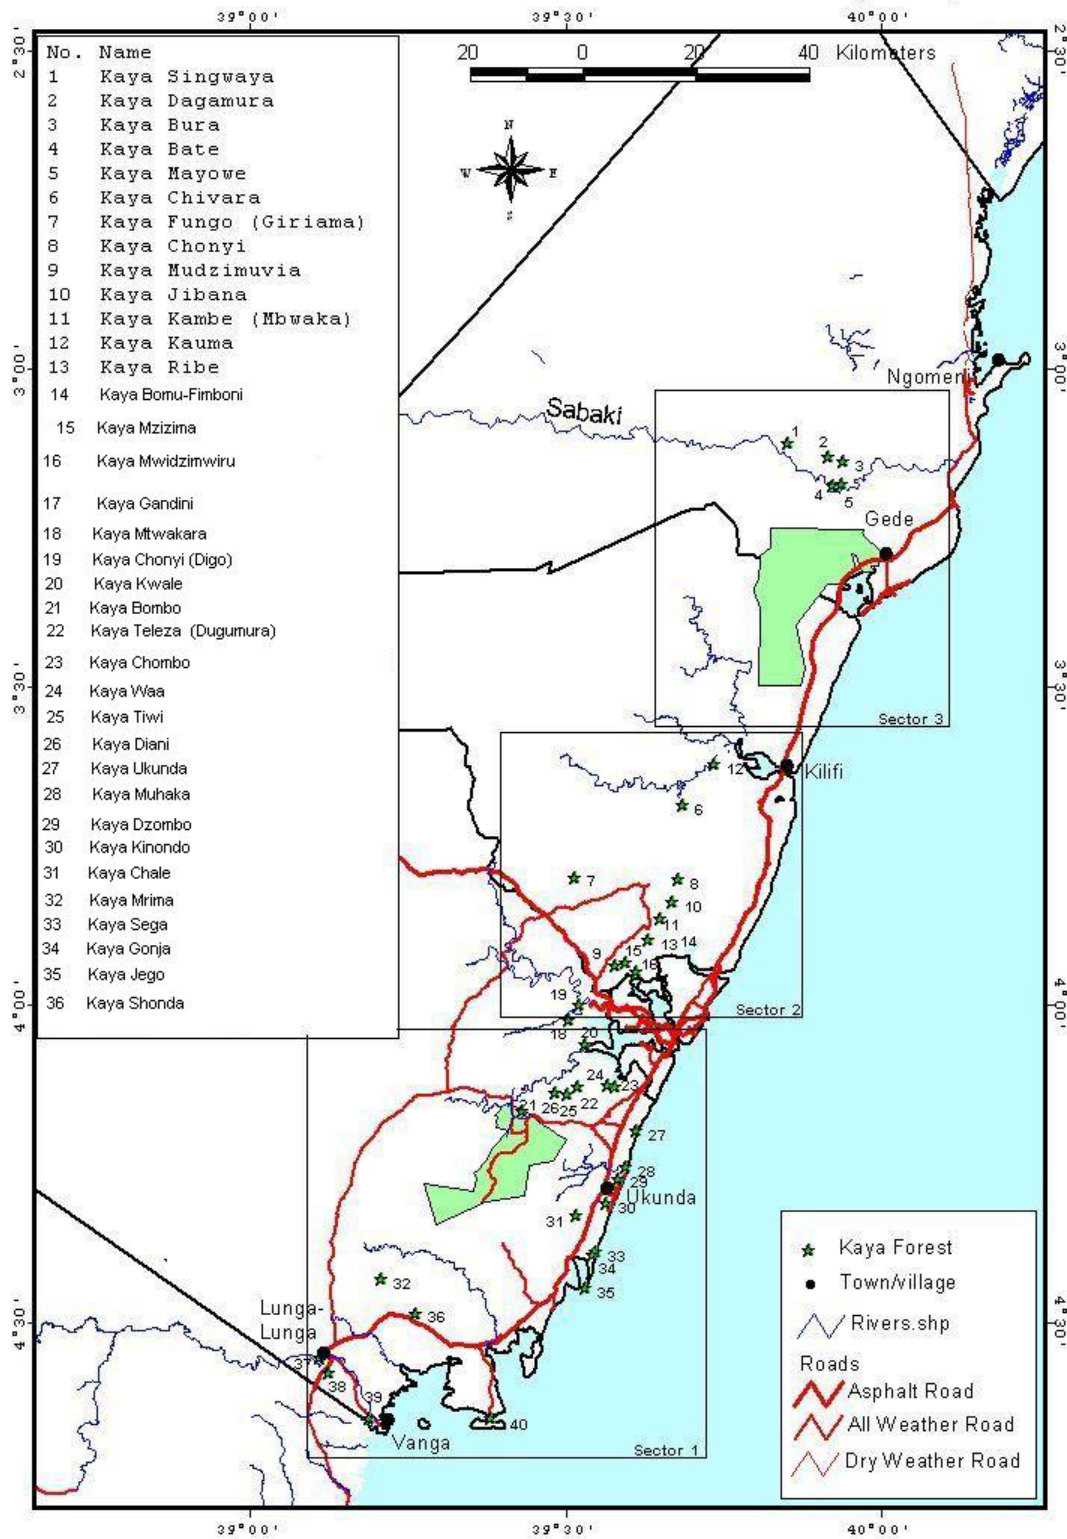 39°00'
39°30'
40°00'
2°30'
2°30'
20 0 20 40 Kilometers
No. Name
1 Kaya Singwaya
2 Kaya Dagamura
3 Kaya Bura
4 Kaya Bate
5 Kaya Mayowe
6 Kaya Chivara
7 Kaya Fungo (Giriama)
8 Kaya Chonyi
9 Kaya Mudzimuvia
10 Kaya Jibana
11 Kaya Kambe (Mbwaka)
12 Kaya Kauma
13 Kaya Ribe
14 Kaya Bomu-Fimboni
15 Kaya Mzizima
16 Kaya Mwidzimwiru
17 Kaya Gandini
18 Kaya Mtwakara
19 Kaya Chonyi (Digo)
20 Kaya Kwale
21 Kaya Bombo
22 Kaya Teleza (Dugumura)
23 Kaya Chombo
24 Kaya Waa
25 Kaya Tiwi
26 Kaya Diani
27 Kaya Ukunda
28 Kaya Muhaka
29 Kaya Dzombo
30 Kaya Kinondo
31 Kaya Chale
32 Kaya Mrima
33 Kaya Sega
34 Kaya Gonja
35 Kaya Jego
36 Kaya Shonda
N
W E
S
3°00'
3°00'
Ngomeni
Sabaki
1
2
3
4 5
Gede
3°30'
3°30'
Sector 3
12
Kilifi
6
7
8
10
11
13 14
9 15
16
4°00'
4°00'
19
Sector 2
18
20
24 23
21 26 25 22
27
28
29
Ukunda
30
31
33
34
35
32
36
Lunga-
Lunga
4°30'
4°30'
37
38
39
40
Vanga
Sector 1
Kaya Forest
Town/village
Rivers.shp
Roads
Asphalt Road
All Weather Road
Dry Weather Road
39°00'
39°30'
40°00'